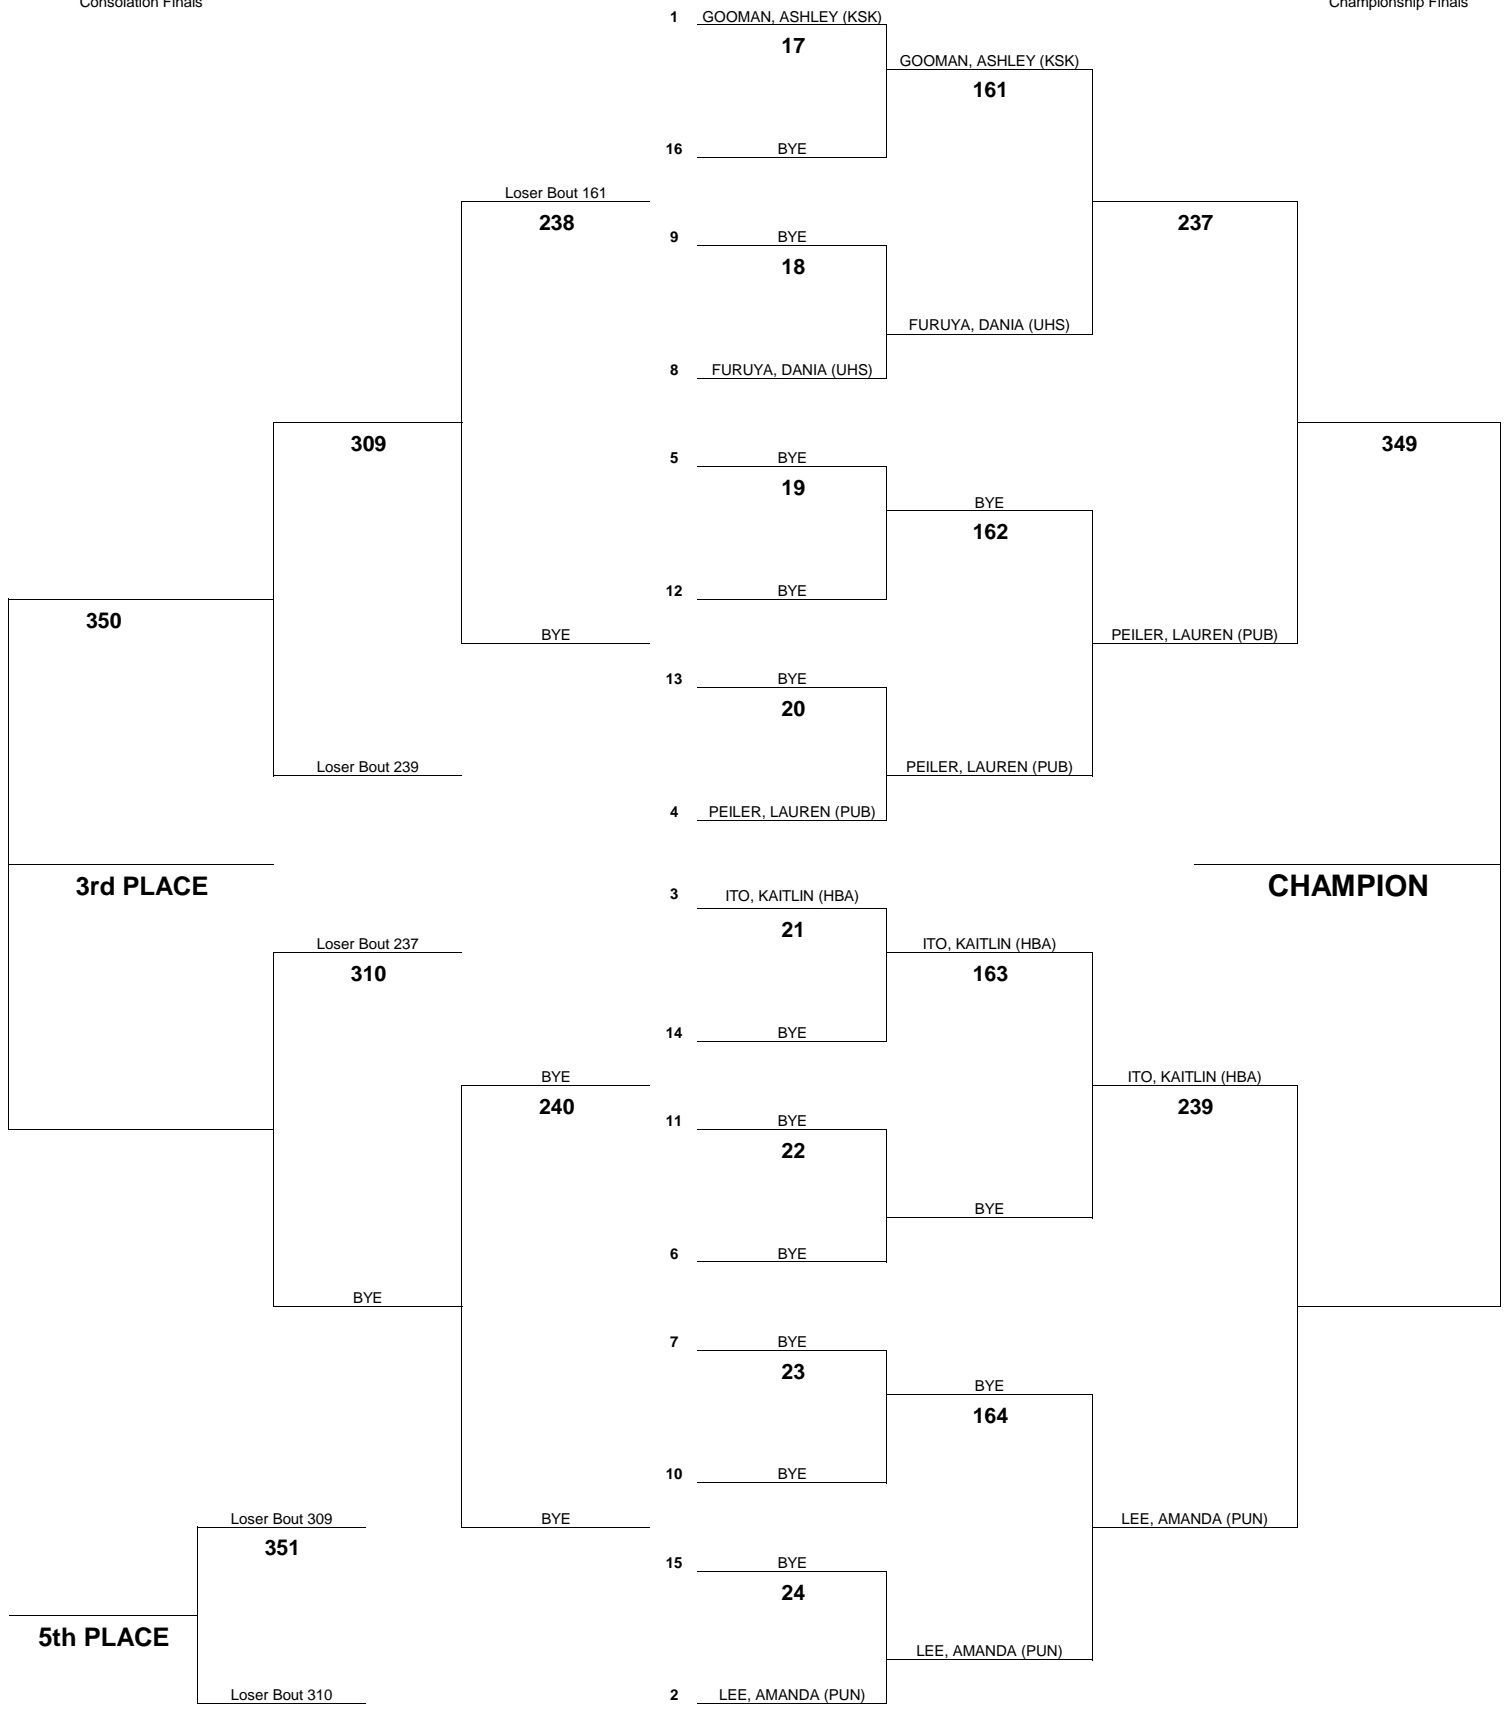 Consolation Finals
Championship Finals
1 GOOMAN, ASHLEY (KSK)
17
GOOMAN, ASHLEY (KSK)
161
16 BYE
Loser Bout 161
238
237
9 BYE
18
FURUYA, DANIA (UHS)
8 FURUYA, DANIA (UHS)
309
349
5 BYE
19
BYE
162
12 BYE
350
BYE
PEILER, LAUREN (PUB)
13 BYE
20
Loser Bout 239
PEILER, LAUREN (PUB)
4 PEILER, LAUREN (PUB)
3rd PLACE
CHAMPION
3 ITO, KAITLIN (HBA)
21
Loser Bout 237
310
ITO, KAITLIN (HBA)
163
14 BYE
BYE
240
ITO, KAITLIN (HBA)
239
11 BYE
22
BYE
6 BYE
BYE
7 BYE
23
BYE
164
10 BYE
Loser Bout 309
351
BYE
LEE, AMANDA (PUN)
15 BYE
24
5th PLACE
LEE, AMANDA (PUN)
Loser Bout 310
2 LEE, AMANDA (PUN)